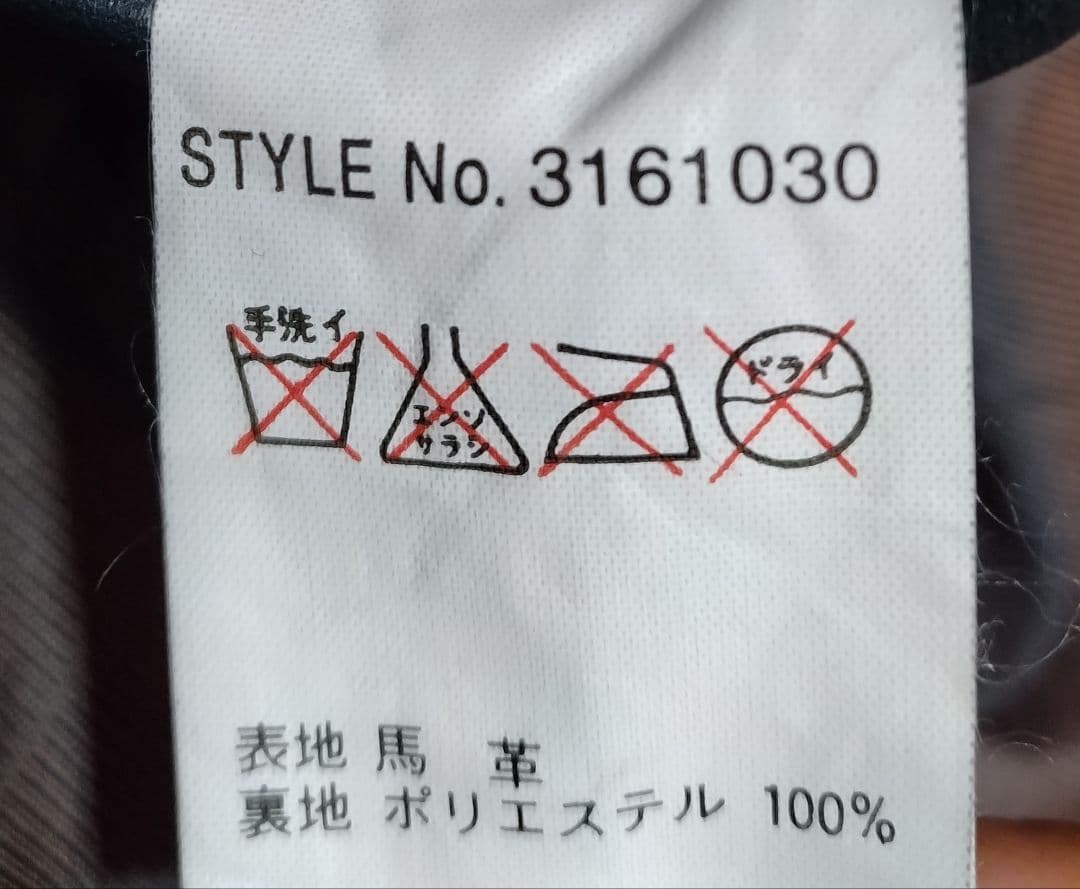 STYLE No. 3161030
手洗イ
エンソ
サラシ
ドライ
表地 馬 革
裏地 ポリエステル 100%